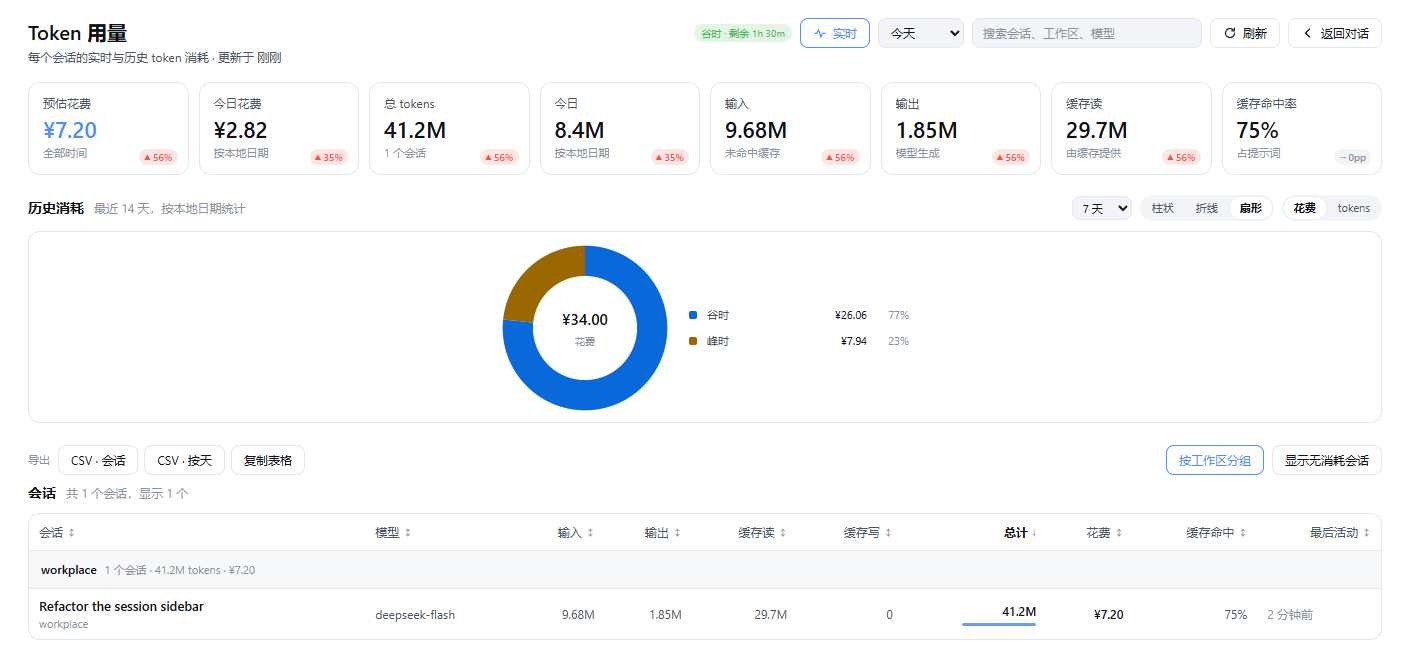 Token 用量
每个会话的实时与历史 token 消耗 · 更新于 刚刚
谷时 · 剩余 1h 30m
实时
今天
搜索会话、工作区、模型
刷新
返回对话
预估花费
¥7.20
全部时间
▲ 56%
今日花费
¥2.82
按本地日期
▲ 35%
总 tokens
41.2M
1 个会话
▲ 56%
今日
8.4M
按本地日期
▲ 35%
输入
9.68M
未命中缓存
▲ 56%
输出
1.85M
模型生成
▲ 56%
缓存读
29.7M
由缓存提供
▲ 56%
缓存命中率
75%
占提示词
→ 0pp
历史消耗 最近 14 天，按本地日期统计
7 天
柱状 折线 扇形
花费 tokens
¥34.00
花费
谷时 ¥26.06 77%
峰时 ¥7.94 23%
导出 CSV · 会话 CSV · 按天 复制表格
按工作区分组 显示无消耗会话
会话 共 1 个会话，显示 1 个
会话 ↕ 模型 ↕ 输入 ↕ 输出 ↕ 缓存读 ↕ 缓存写 ↕ 总计 ↓ 花费 ↕ 缓存命中 ↕ 最后活动 ↕
workplace 1 个会话 · 41.2M tokens · ¥7.20
Refactor the session sidebar
workplace
deepseek-flash 9.68M 1.85M 29.7M 0 41.2M ¥7.20 75% 2 分钟前